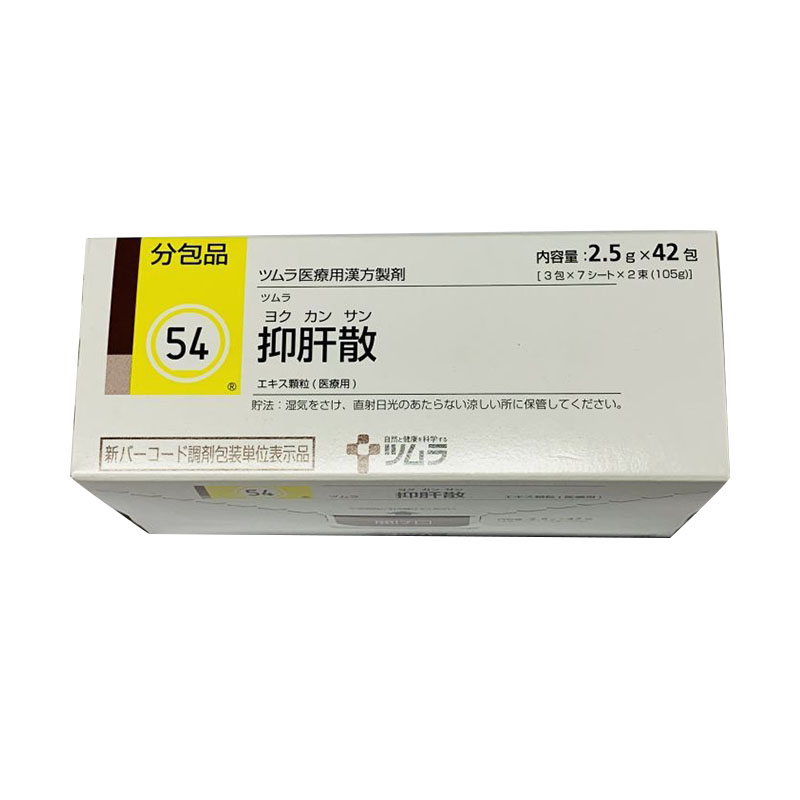 分包品
54
®
ツムラ医療用漢方製剤
ツムラ
ヨク カン サン
抑肝散
エキス顆粒(医療用)
内容量:2.5g×42包
[3包×7シート×2束(105g)]
貯法:湿気をさけ、直射日光のあたらない涼しい所に保管してください。
新バーコード調剤包装単位表示品
自然と健康を科学する
ツムラ
54
ツムラ
ヨク カン サン
抑肝散
エキス顆粒(医療用)